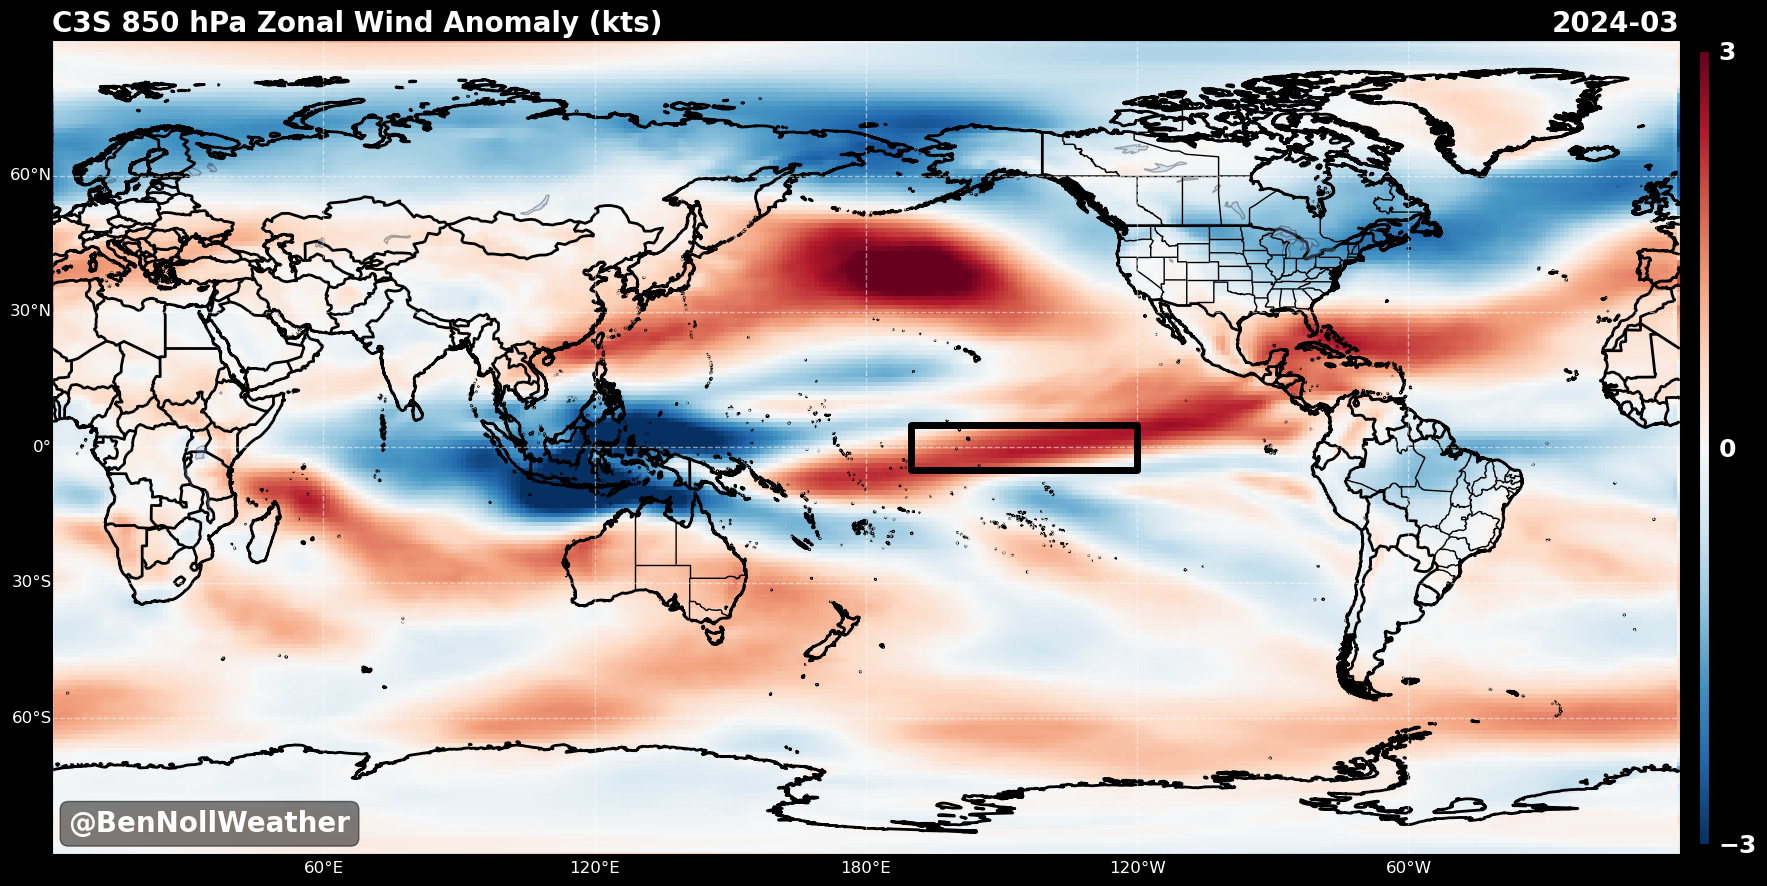 C3S 850 hPa Zonal Wind Anomaly (kts) 2024-03
3
60°N
30°N
0° 0
30°S
60°S
@BenNollWeather
−3
60°E 120°E 180°E 120°W 60°W